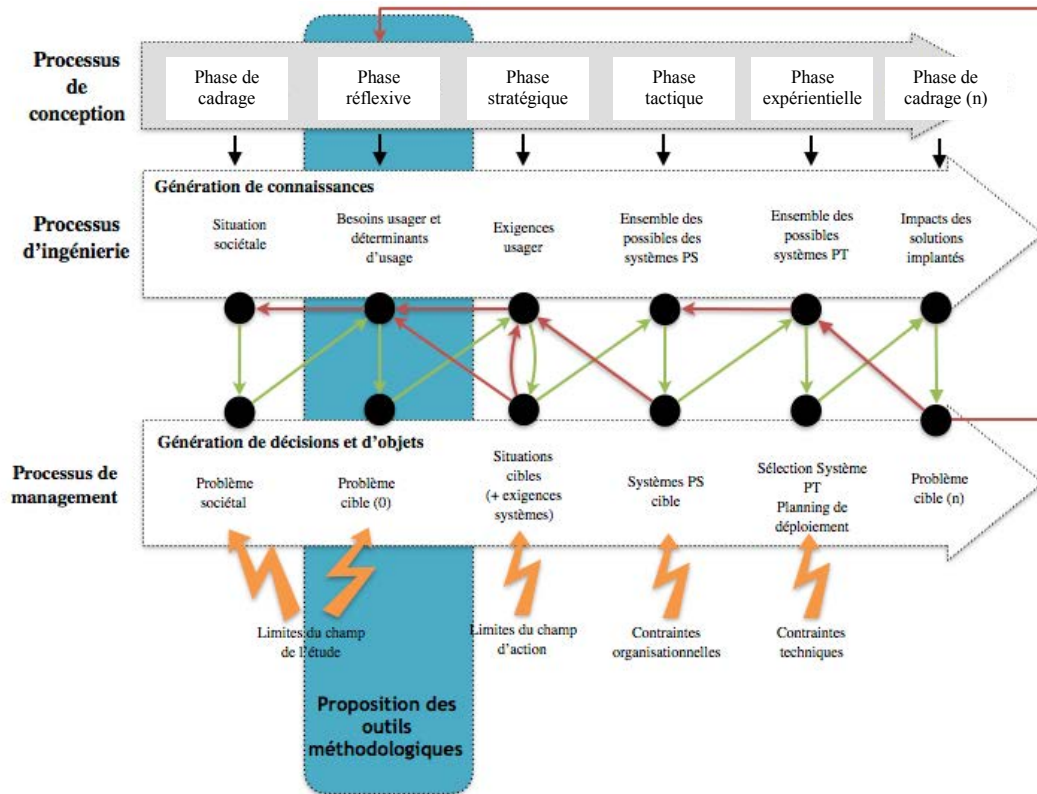 Processus
de
conception
Phase de
cadrage
Phase
réflexive
Phase
stratégique
Phase
tactique
Phase
expérientielle
Phase de
cadrage (n)
Processus
d'ingénierie
Génération de connaissances
Situation
sociétale
Besoins usager et
déterminants
d'usage
Exigences
usager
Ensemble des
possibles des
systèmes PS
Ensemble des
possibles
systèmes PT
Impacts des
solutions
implantés
Processus de
management
Génération de décisions et d'objets
Problème
sociétal
Problème
cible (0)
Situations
cibles
(+ exigences
systèmes)
Systèmes PS
cible
Sélection Système
PT
Planning de
déploiement
Problème
cible (n)
Limites du champ
de l'étude
Limites du champ
d'action
Contraintes
organisationnelles
Contraintes
techniques
Proposition des
outils
méthodologiques